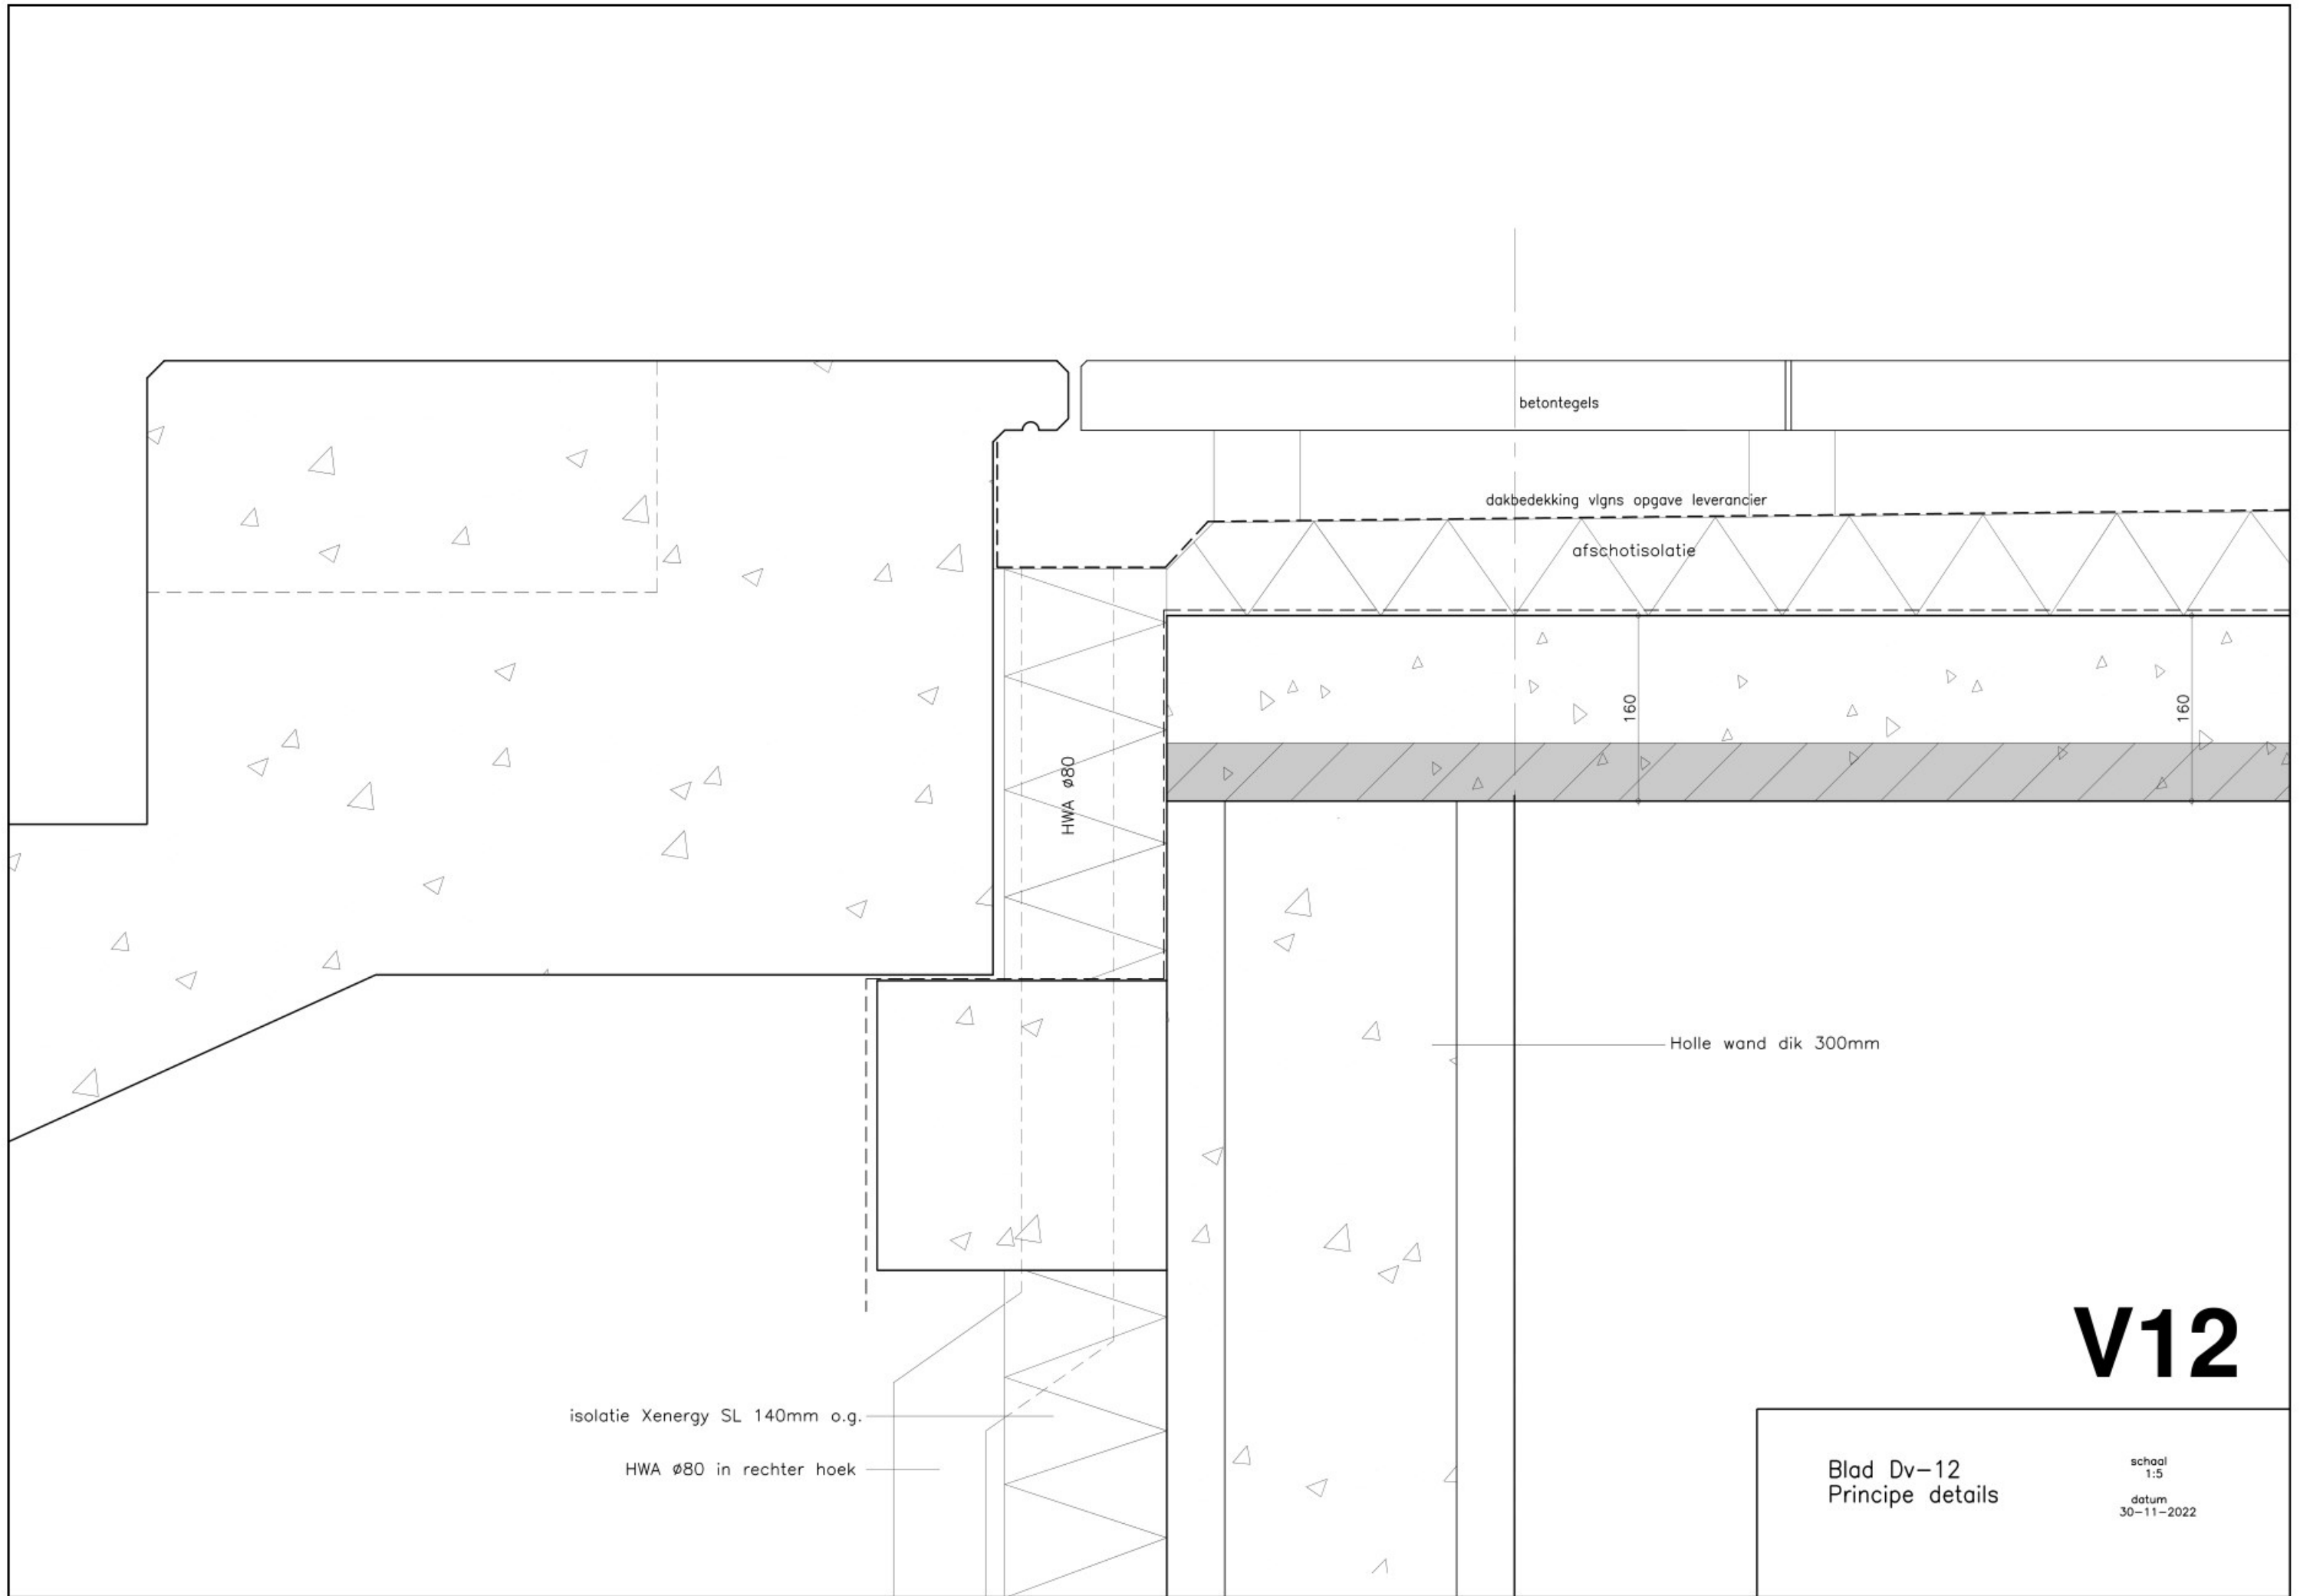 betontegels
dakbedekking vlgns opgave leverancier
afschotisolatie
160
160
HWA ø80
Holle wand dik 300mm
isolatie Xenergy SL 140mm o.g.
HWA ø80 in rechter hoek
V12
Blad Dv-12
Principe details
schaal
1:5
datum
30-11-2022